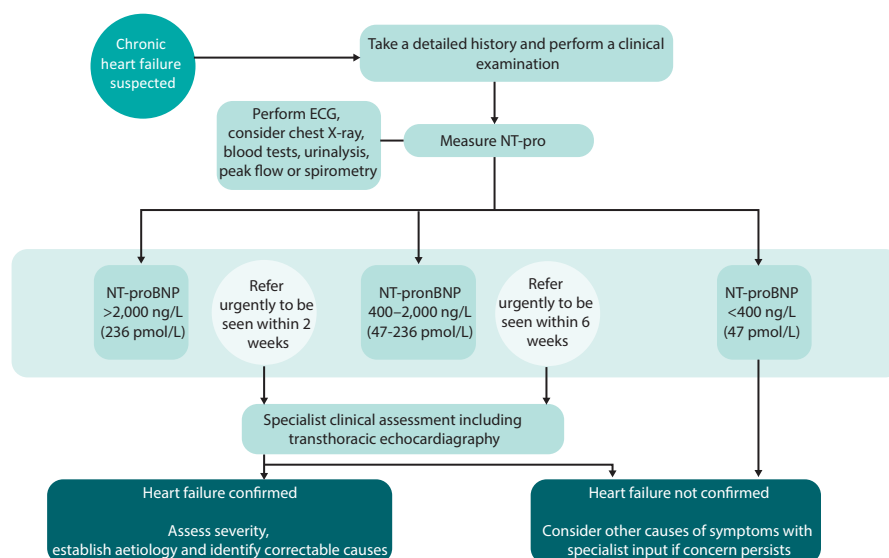 Chronic
heart failure
suspected
Take a detailed history and perform a clinical
examination
Perform ECG,
consider chest X-ray,
blood tests, urinalysis,
peak flow or spirometry
Measure NT-pro
NT-proBNP
>2,000 ng/L
(236 pmol/L)
Refer
urgently to be
seen within 2
weeks
NT-pronBNP
400–2,000 ng/L
(47-236 pmol/L)
Refer
urgently to be
seen within 6
weeks
NT-pronBNP
<400 ng/L
(47 pmol/L)
Specialist clinical assessment including
transthoracic echocardiagraphy
Heart failure confirmed
Assess severity,
establish aetiology and identify correctable causes
Heart failure not confirmed
Consider other causes of symptoms with
specialist input if concern persists